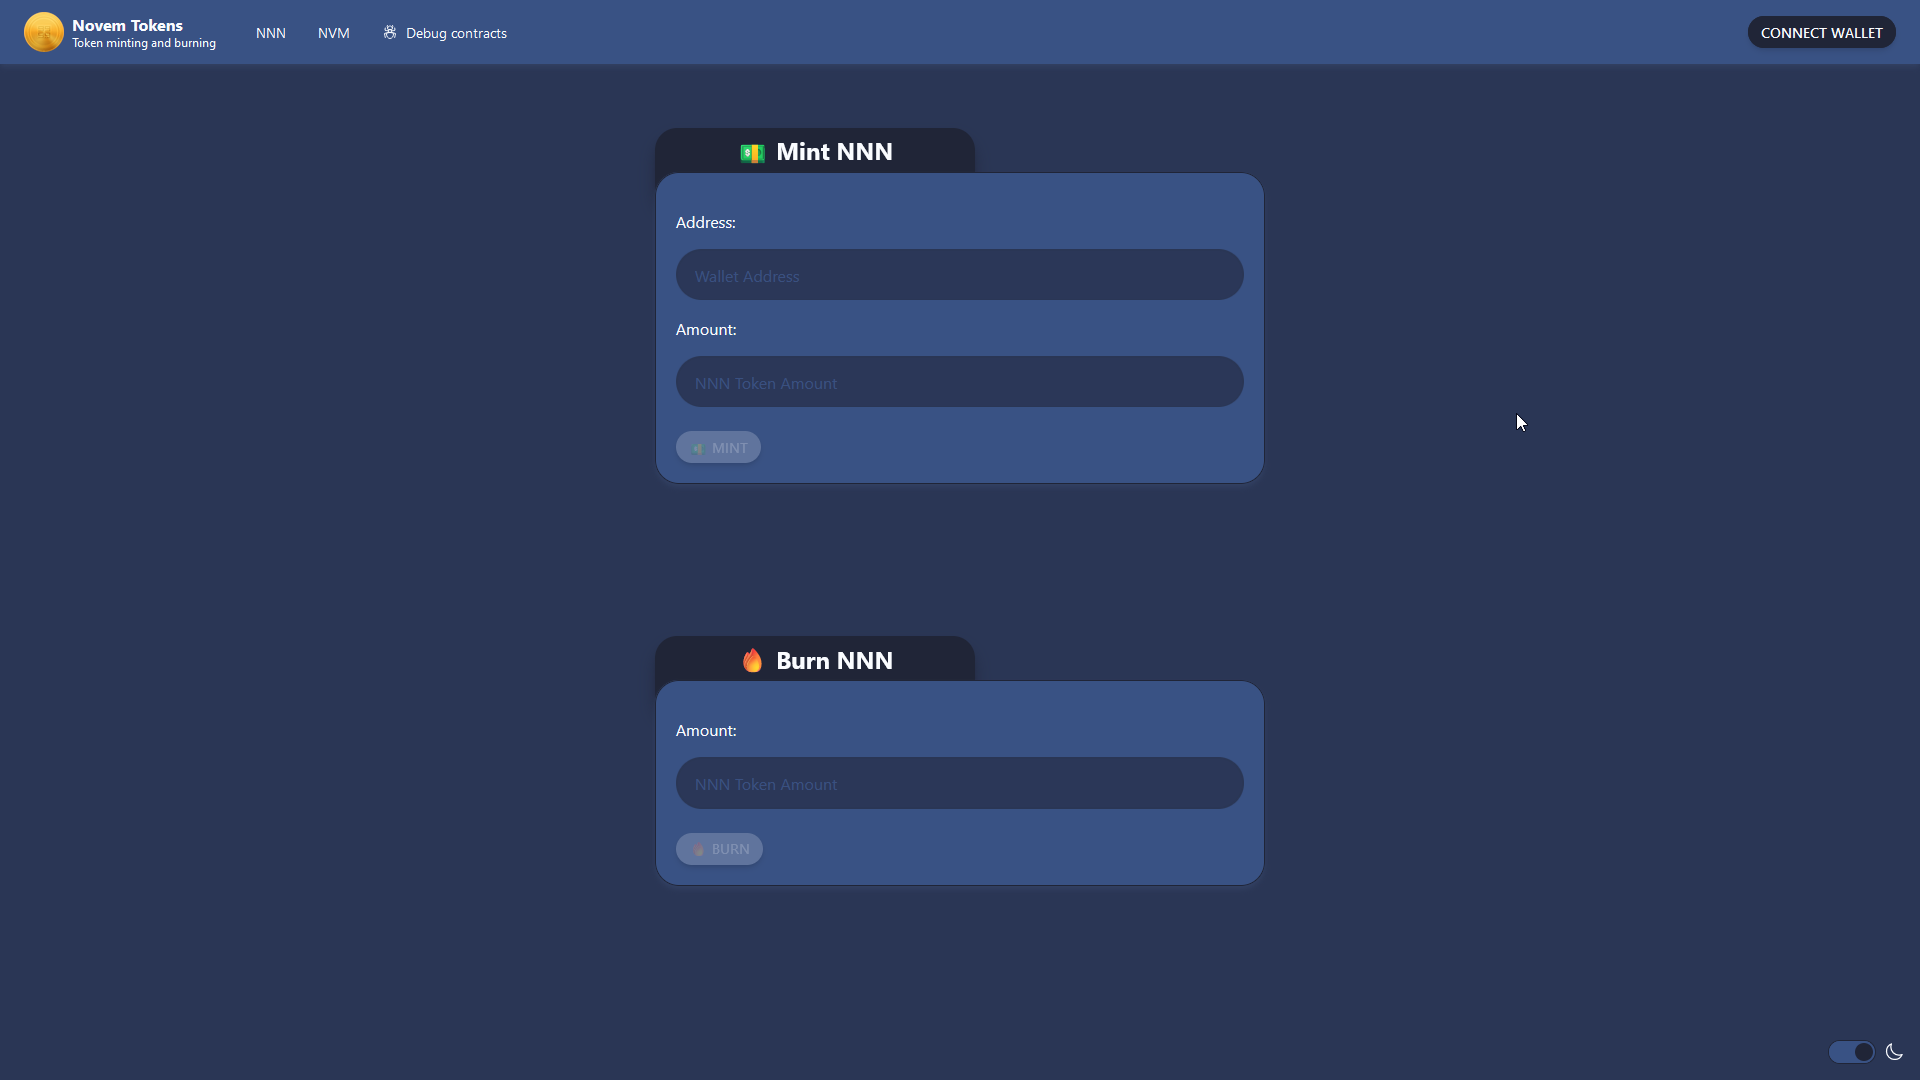 Novem Tokens
Token minting and burning
NNN
NVM
Debug contracts
CONNECT WALLET
Mint NNN
Address:
Wallet Address
Amount:
NNN Token Amount
MINT
Burn NNN
Amount:
NNN Token Amount
BURN